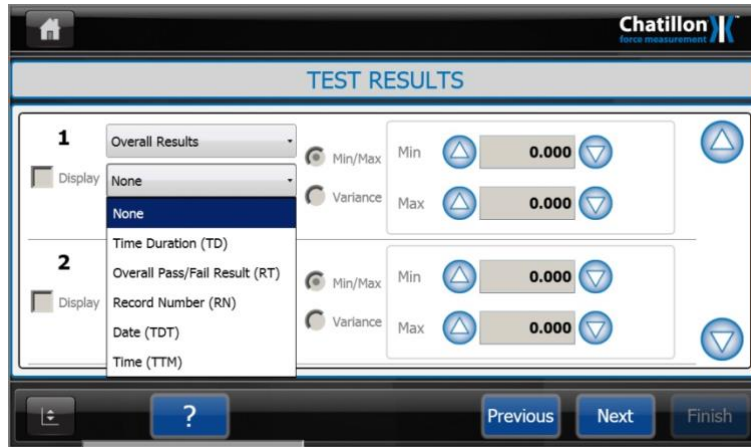 Chatillon
force measurement
TEST RESULTS
1
Overall Results
Display
None
Min/Max
Variance
Min
0.000
Max
0.000
None
Time Duration (TD)
Overall Pass/Fail Result (RT)
Record Number (RN)
Date (TDT)
Time (TTM)
2
Display
Min/Max
Variance
Min
0.000
Max
0.000
?
Previous
Next
Finish